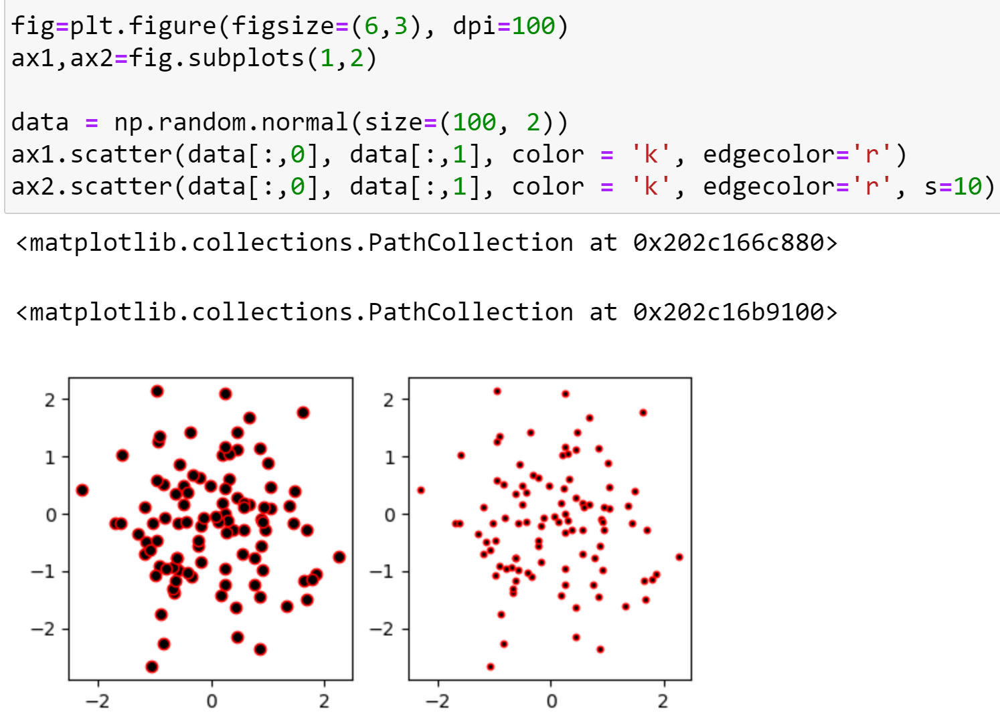 fig=plt.figure(figsize=(6,3), dpi=100)
ax1,ax2=fig.subplots(1,2)
data = np.random.normal(size=(100, 2))
ax1.scatter(data[:,0], data[:,1], color = 'k', edgecolor='r')
ax2.scatter(data[:,0], data[:,1], color = 'k', edgecolor='r', s=10)
<matplotlib.collections.PathCollection at 0x202c166c880>
<matplotlib.collections.PathCollection at 0x202c16b9100>
2
1
0
−1
−2
−2 0 2
2
1
0
−1
−2
−2 0 2